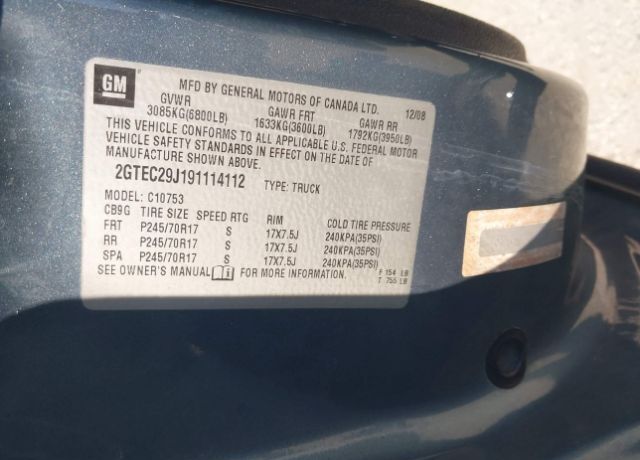 GM
MFD BY GENERAL MOTORS OF CANADA LTD. 12/08
GVWR GAWR FRT GAWR RR
3085KG(6800LB) 1633KG(3600LB) 1792KG(3950LB)
THIS VEHICLE CONFORMS TO ALL APPLICABLE U.S. FEDERAL MOTOR
VEHICLE SAFETY STANDARDS IN EFFECT ON THE DATE OF
MANUFACTURE SHOWN ABOVE.
2GTEC29J191114112 TYPE: TRUCK
MODEL: C10753
CB9G TIRE SIZE SPEED RTG RIM COLD TIRE PRESSURE
FRT P245/70R17 S 17X7.5J 240KPA(35PSI)
RR P245/70R17 S 17X7.5J 240KPA(35PSI)
SPA P245/70R17 S 17X7.5J 240KPA(35PSI)
SEE OWNER'S MANUAL FOR MORE INFORMATION. F 154 LB
T 755 LB